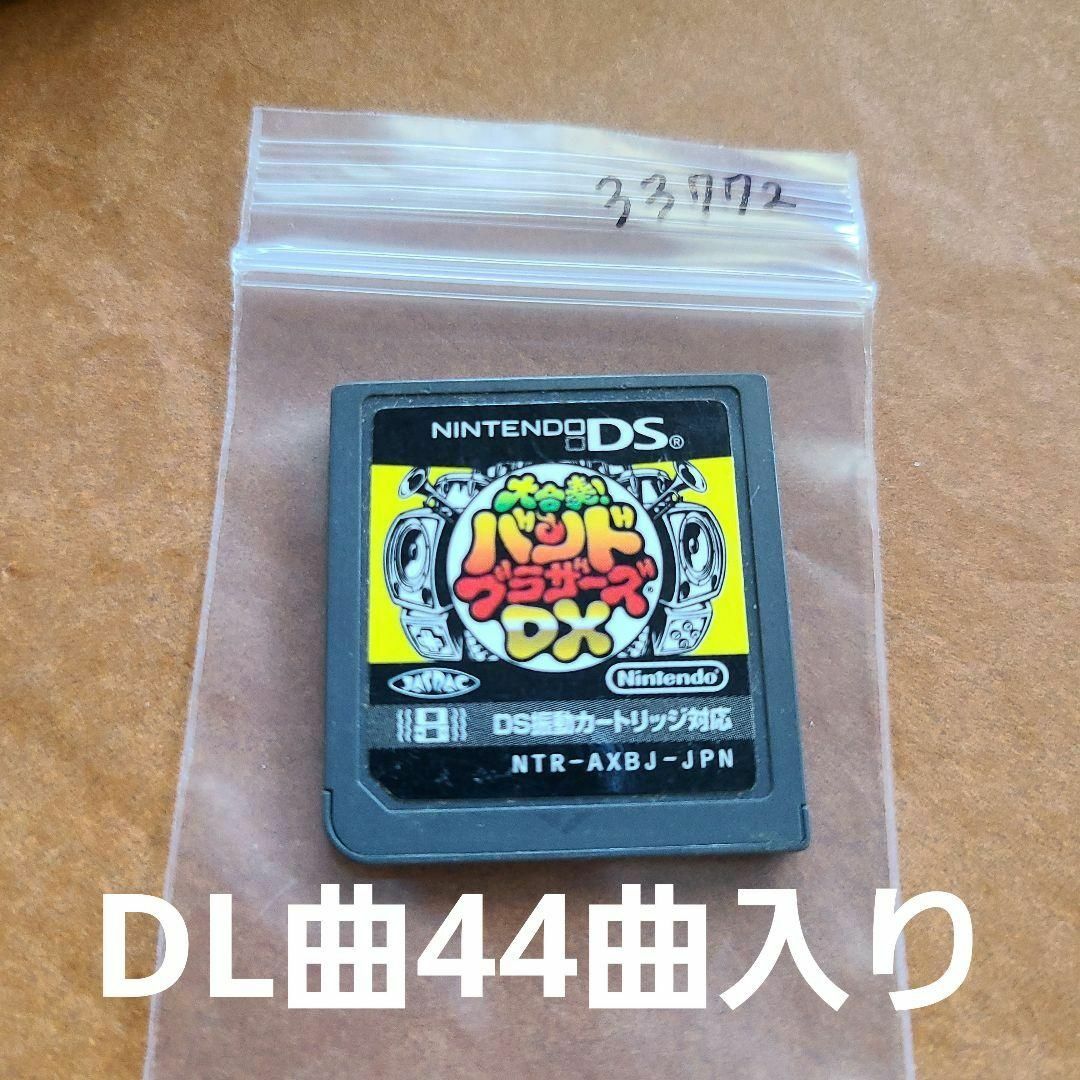 33772
NINTENDO DS®
大合奏!
バンド
ブラザーズ
DX
JASRAC
Nintendo
DS振動カートリッジ対応
NTR-AXBJ-JPN
DL曲44曲入り